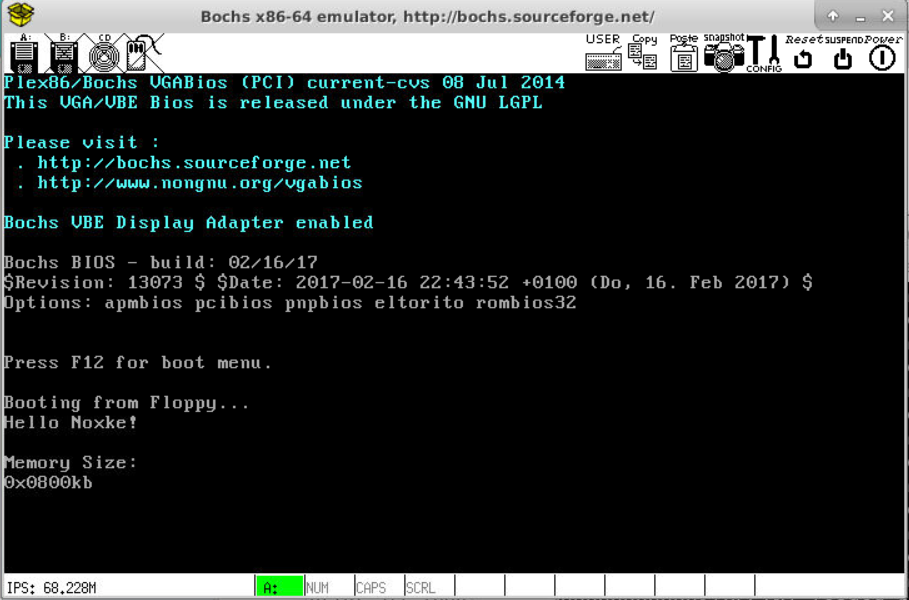 Bochs x86-64 emulator, http://bochs.sourceforge.net/
A: B: CD USER Copy Paste snapshot CONFIG Reset SUSPEND Power
Plex86/Bochs VGABios (PCI) current-cvs 08 Jul 2014
This VGA/VBE Bios is released under the GNU LGPL
Please visit :
. http://bochs.sourceforge.net
. http://www.nongnu.org/vgabios
Bochs VBE Display Adapter enabled
Bochs BIOS - build: 02/16/17
$Revision: 13073 $ $Date: 2017-02-16 22:43:52 +0100 (Do, 16. Feb 2017) $
Options: apmbios pcibios pnpbios eltorito rombios32
Press F12 for boot menu.
Booting from Floppy...
Hello Noxke!
Memory Size:
0x0800kb
IPS: 68.228M A: NUM CAPS SCRL